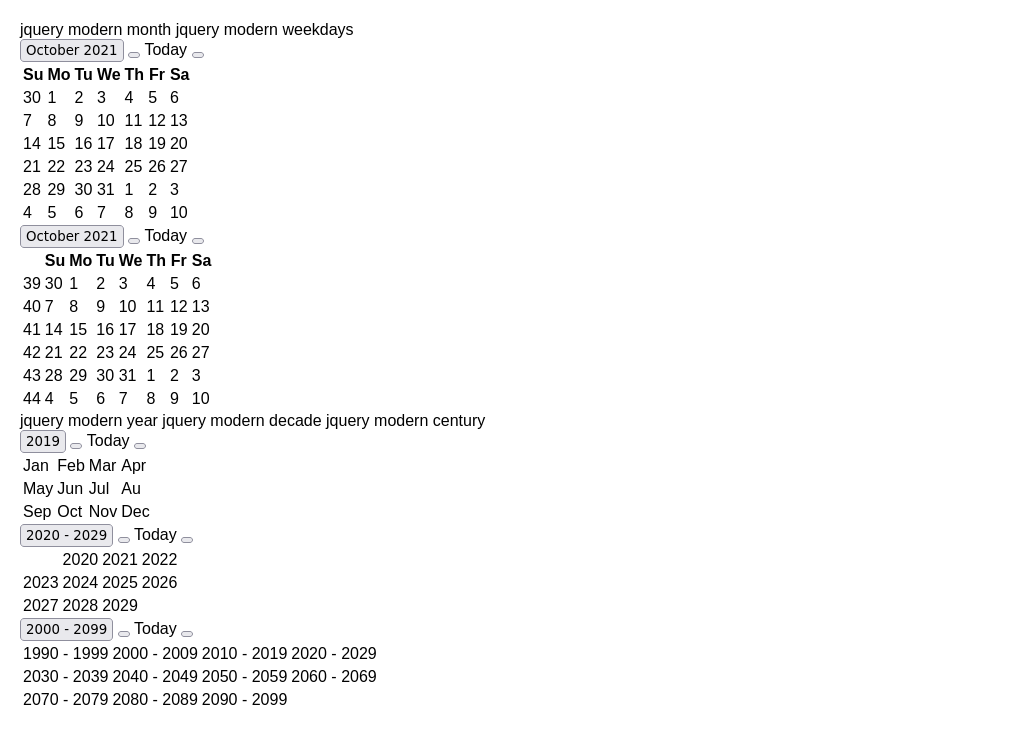 jquery modern month jquery modern weekdays
October 2021 Today
Su Mo Tu We Th Fr Sa
30 1 2 3 4 5 6
7 8 9 10 11 12 13
14 15 16 17 18 19 20
21 22 23 24 25 26 27
28 29 30 31 1 2 3
4 5 6 7 8 9 10
October 2021 Today
Su Mo Tu We Th Fr Sa
39 30 1 2 3 4 5 6
40 7 8 9 10 11 12 13
41 14 15 16 17 18 19 20
42 21 22 23 24 25 26 27
43 28 29 30 31 1 2 3
44 4 5 6 7 8 9 10
jquery modern year jquery modern decade jquery modern century
2019 Today
Jan Feb Mar Apr
May Jun Jul Au
Sep Oct Nov Dec
2020 - 2029 Today
2020 2021 2022
2023 2024 2025 2026
2027 2028 2029
2000 - 2099 Today
1990 - 1999 2000 - 2009 2010 - 2019 2020 - 2029
2030 - 2039 2040 - 2049 2050 - 2059 2060 - 2069
2070 - 2079 2080 - 2089 2090 - 2099